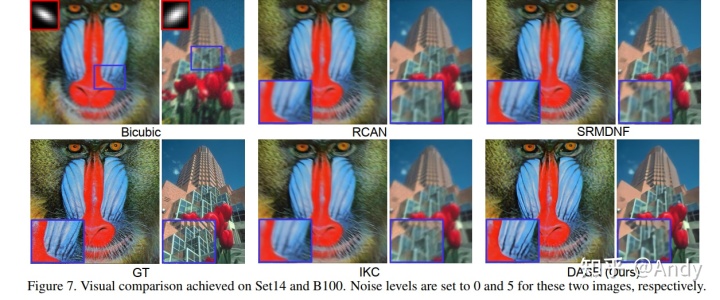 Bicubic
RCAN
SRMDNF
GT
IKC
DASR (Ours)
知乎 @Andy
Figure 7. Visual comparison achieved on Set14 and B100. Noise levels are set to 0 and 5 for these two images, respectively.